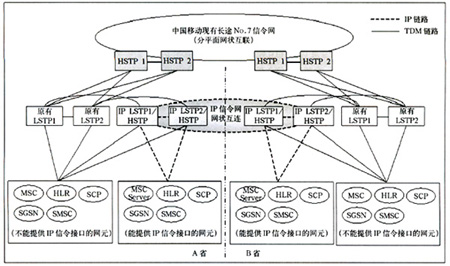 IP 链路
TDM 链路
中国移动现有长途No.7信令网
(分平面网状互联)
HSTP 1
HSTP 2
HSTP 1
HSTP 2
原有
LSTP1
原有
LSTP2
IP LSTP1/
HSTP
IP LSTP2/
HSTP
IP信令网
网状互连
IP LSTP1/
HSTP
IP LSTP2/
HSTP
原有
LSTP1
原有
LSTP2
MSC
HLR
SCP
SGSN
SMSC
(不能提供IP信令接口的网元)
MSC
Server
HLR
SCP
SGSN
SMSC
(能提供IP信令接口的网元)
MSC
Server
HLR
SCP
SGSN
SMSC
(能提供IP信令接口的网元)
MSC
HLR
SCP
SGSN
SMSC
(不能提供IP信令接口的网元)
A省
B省